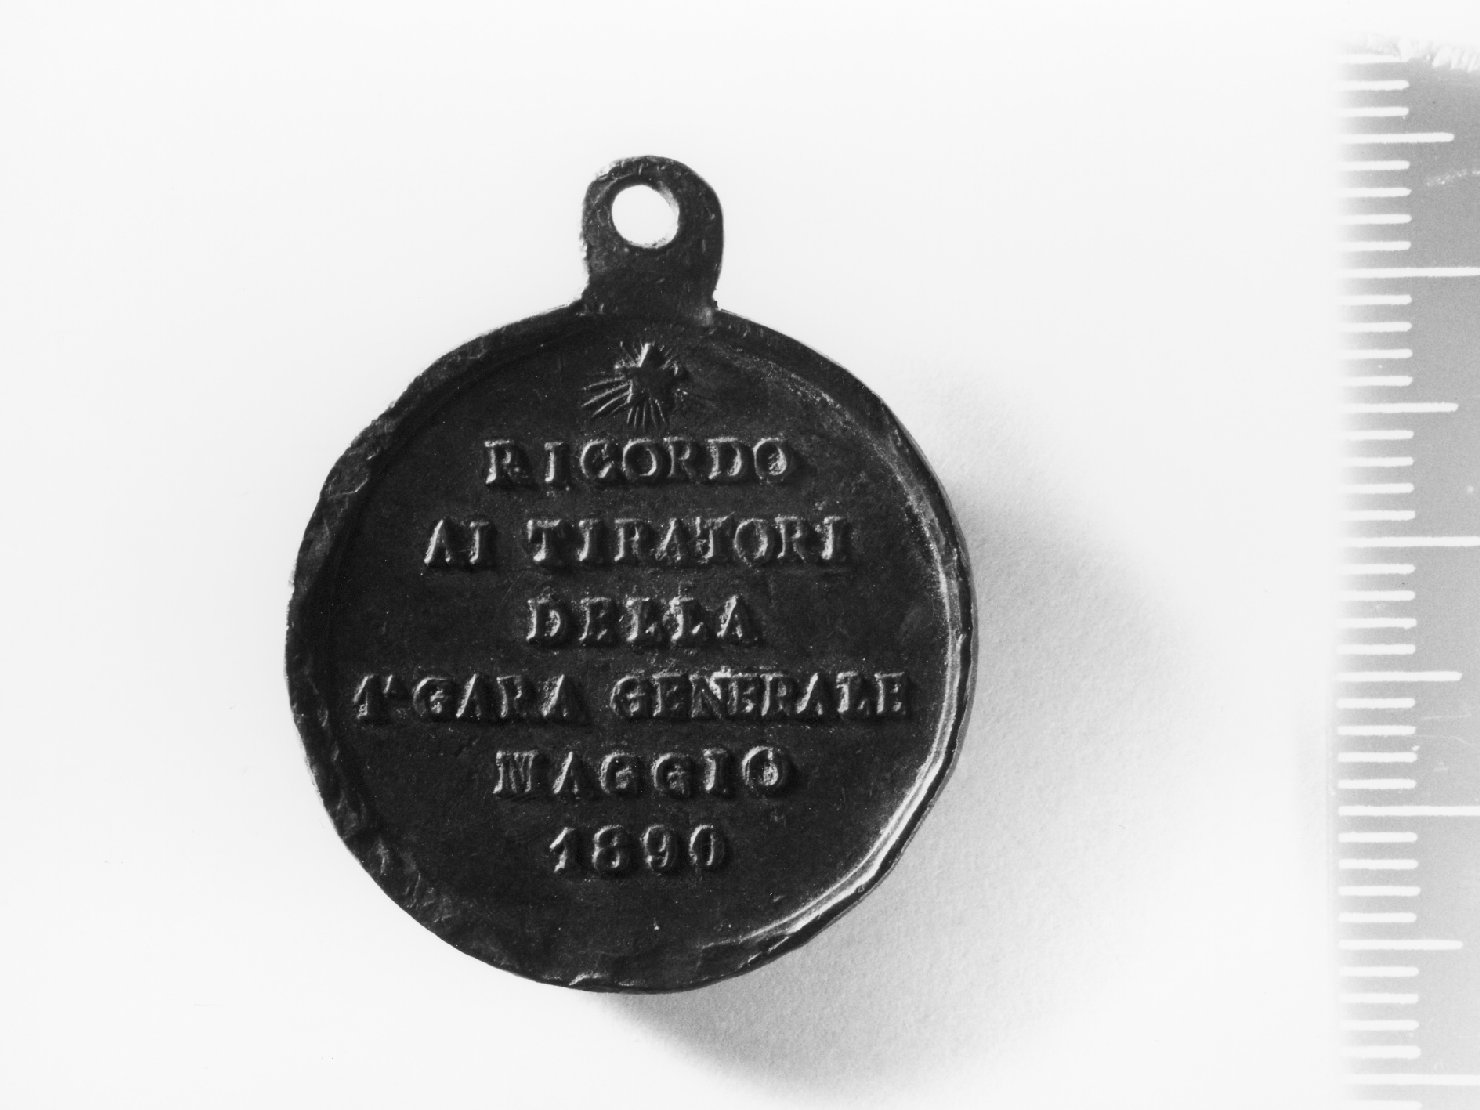 RICORDO
AI TIRATORI
DELLA
1ª GARA GENERALE
MAGGIO
1890